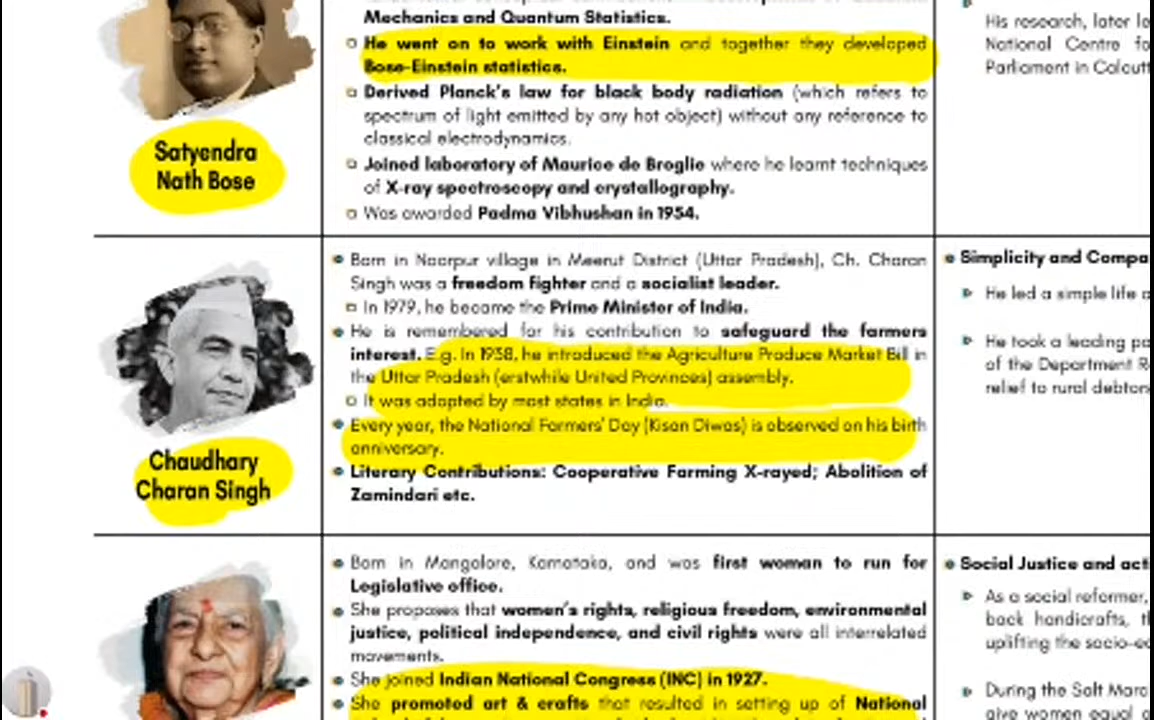 Mechanics and Quantum Statistics.
He went on to work with Einstein and together they developed
Bose-Einstein statistics.
Derived Planck's law for black body radiation (which refers to
spectrum of light emitted by any hot object) without any reference to
classical electrodynamics.
Joined laboratory of Maurice de Broglie where he learnt techniques
of X-ray spectroscopy and crystallography.
Was awarded Padma Vibhushan in 1954.
Satyendra
Nath Bose
His research, later
National Centre
Parliament in
Born in Noorpur village in Meerut District (Uttar Pradesh), Ch. Charan
Singh was a freedom fighter and a socialist leader.
In 1979, he became the Prime Minister of India.
He is remembered for his contribution to safeguard the farmers
interest. E.g. In 1938, he introduced the Agriculture Produce Market Bill in
the Uttar Pradesh (erstwhile United Provinces) assembly.
It was adopted by most states in India.
Every year, the National Farmers' Day (Kisan Diwas) is observed on his birth
anniversary.
Literary Contributions: Cooperative Farming X-rayed; Abolition of
Zamindari etc.
Chaudhary
Charan Singh
Simplicity and
He led a simple life
He took a leading
of the Department
relief to rural
Born in Mangalore, Karnataka, and was first woman to run for
Legislative office.
She proposes that women's rights, religious freedom, environmental
justice, political independence, and civil rights were all interrelated
movements.
She joined Indian National Congress (INC) in 1927.
She promoted art & crafts that resulted in setting up of National
Social Justice and
As a social reformer,
back handicrafts,
uplifting the
During the Salt
give women equal